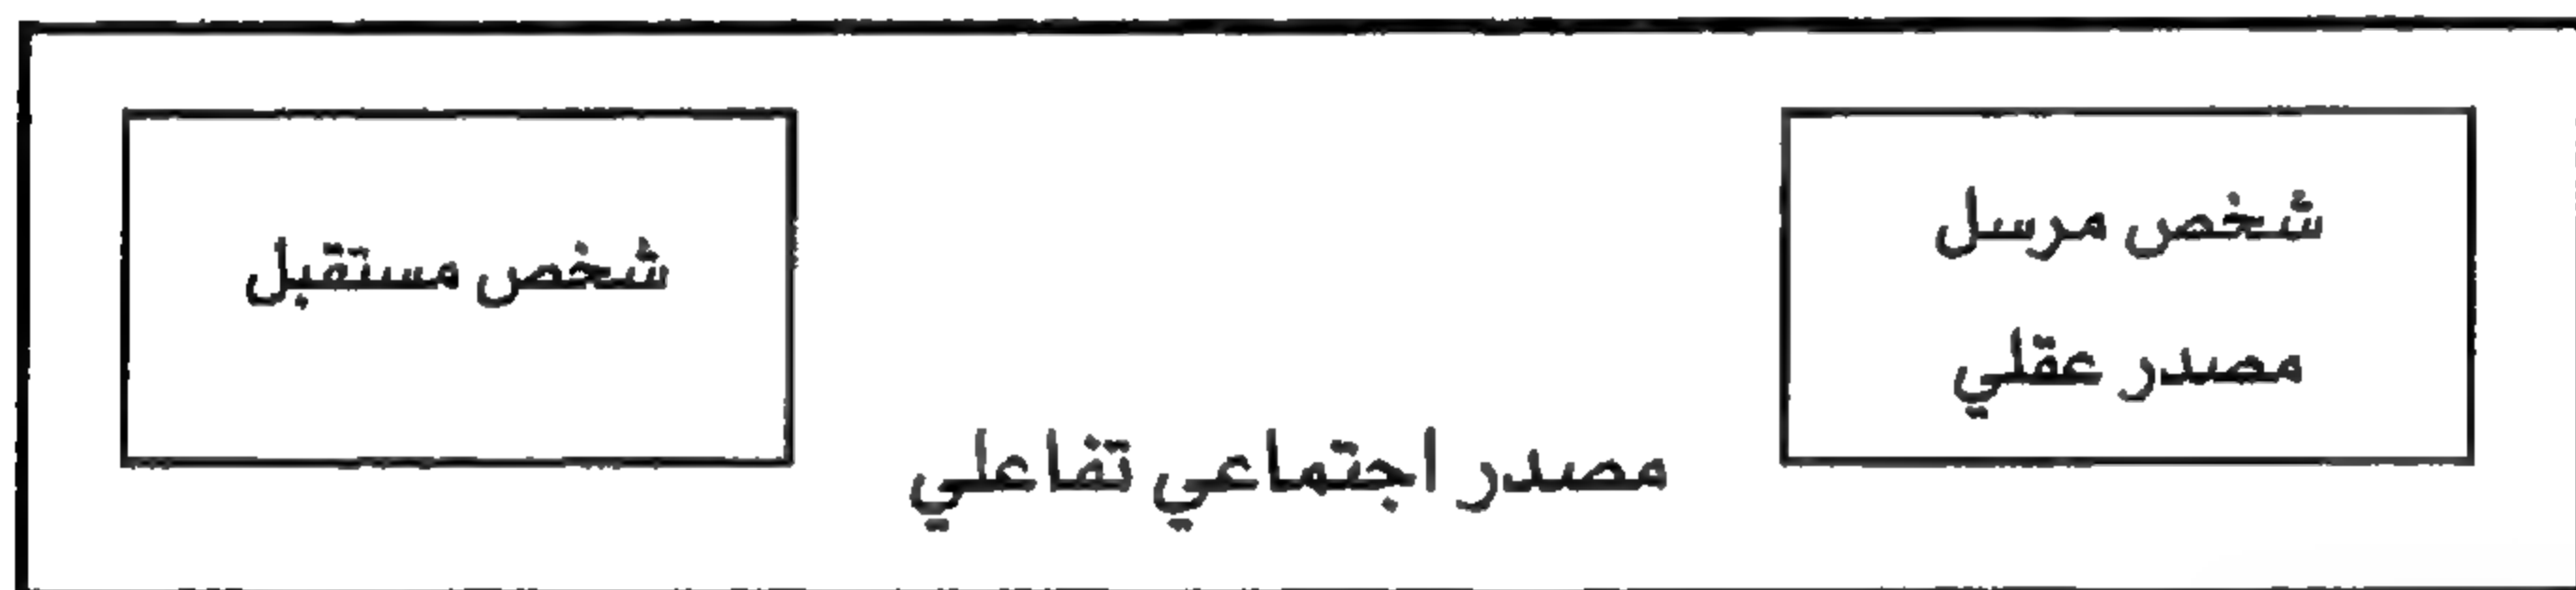 شخص مرسل
مصدر عقلي
شخص مستقبل
مصدر اجتماعي تفاعلي